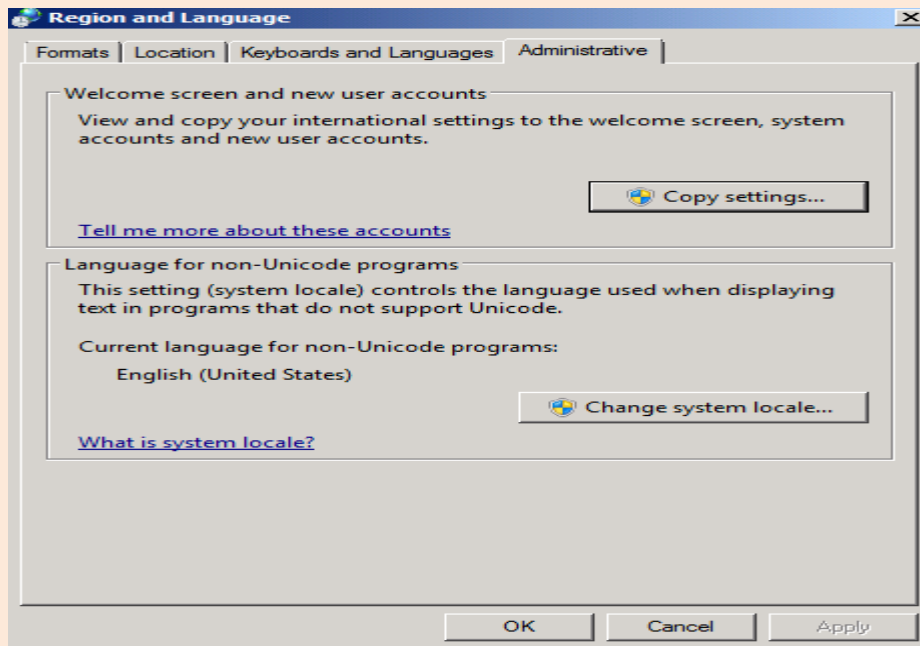 Region and Language
Formats Location Keyboards and Languages Administrative
Welcome screen and new user accounts
View and copy your international settings to the welcome screen, system
accounts and new user accounts.
Copy settings...
Tell me more about these accounts
Language for non-Unicode programs
This setting (system locale) controls the language used when displaying
text in programs that do not support Unicode.
Current language for non-Unicode programs:
English (United States)
Change system locale...
What is system locale?
OK Cancel Apply